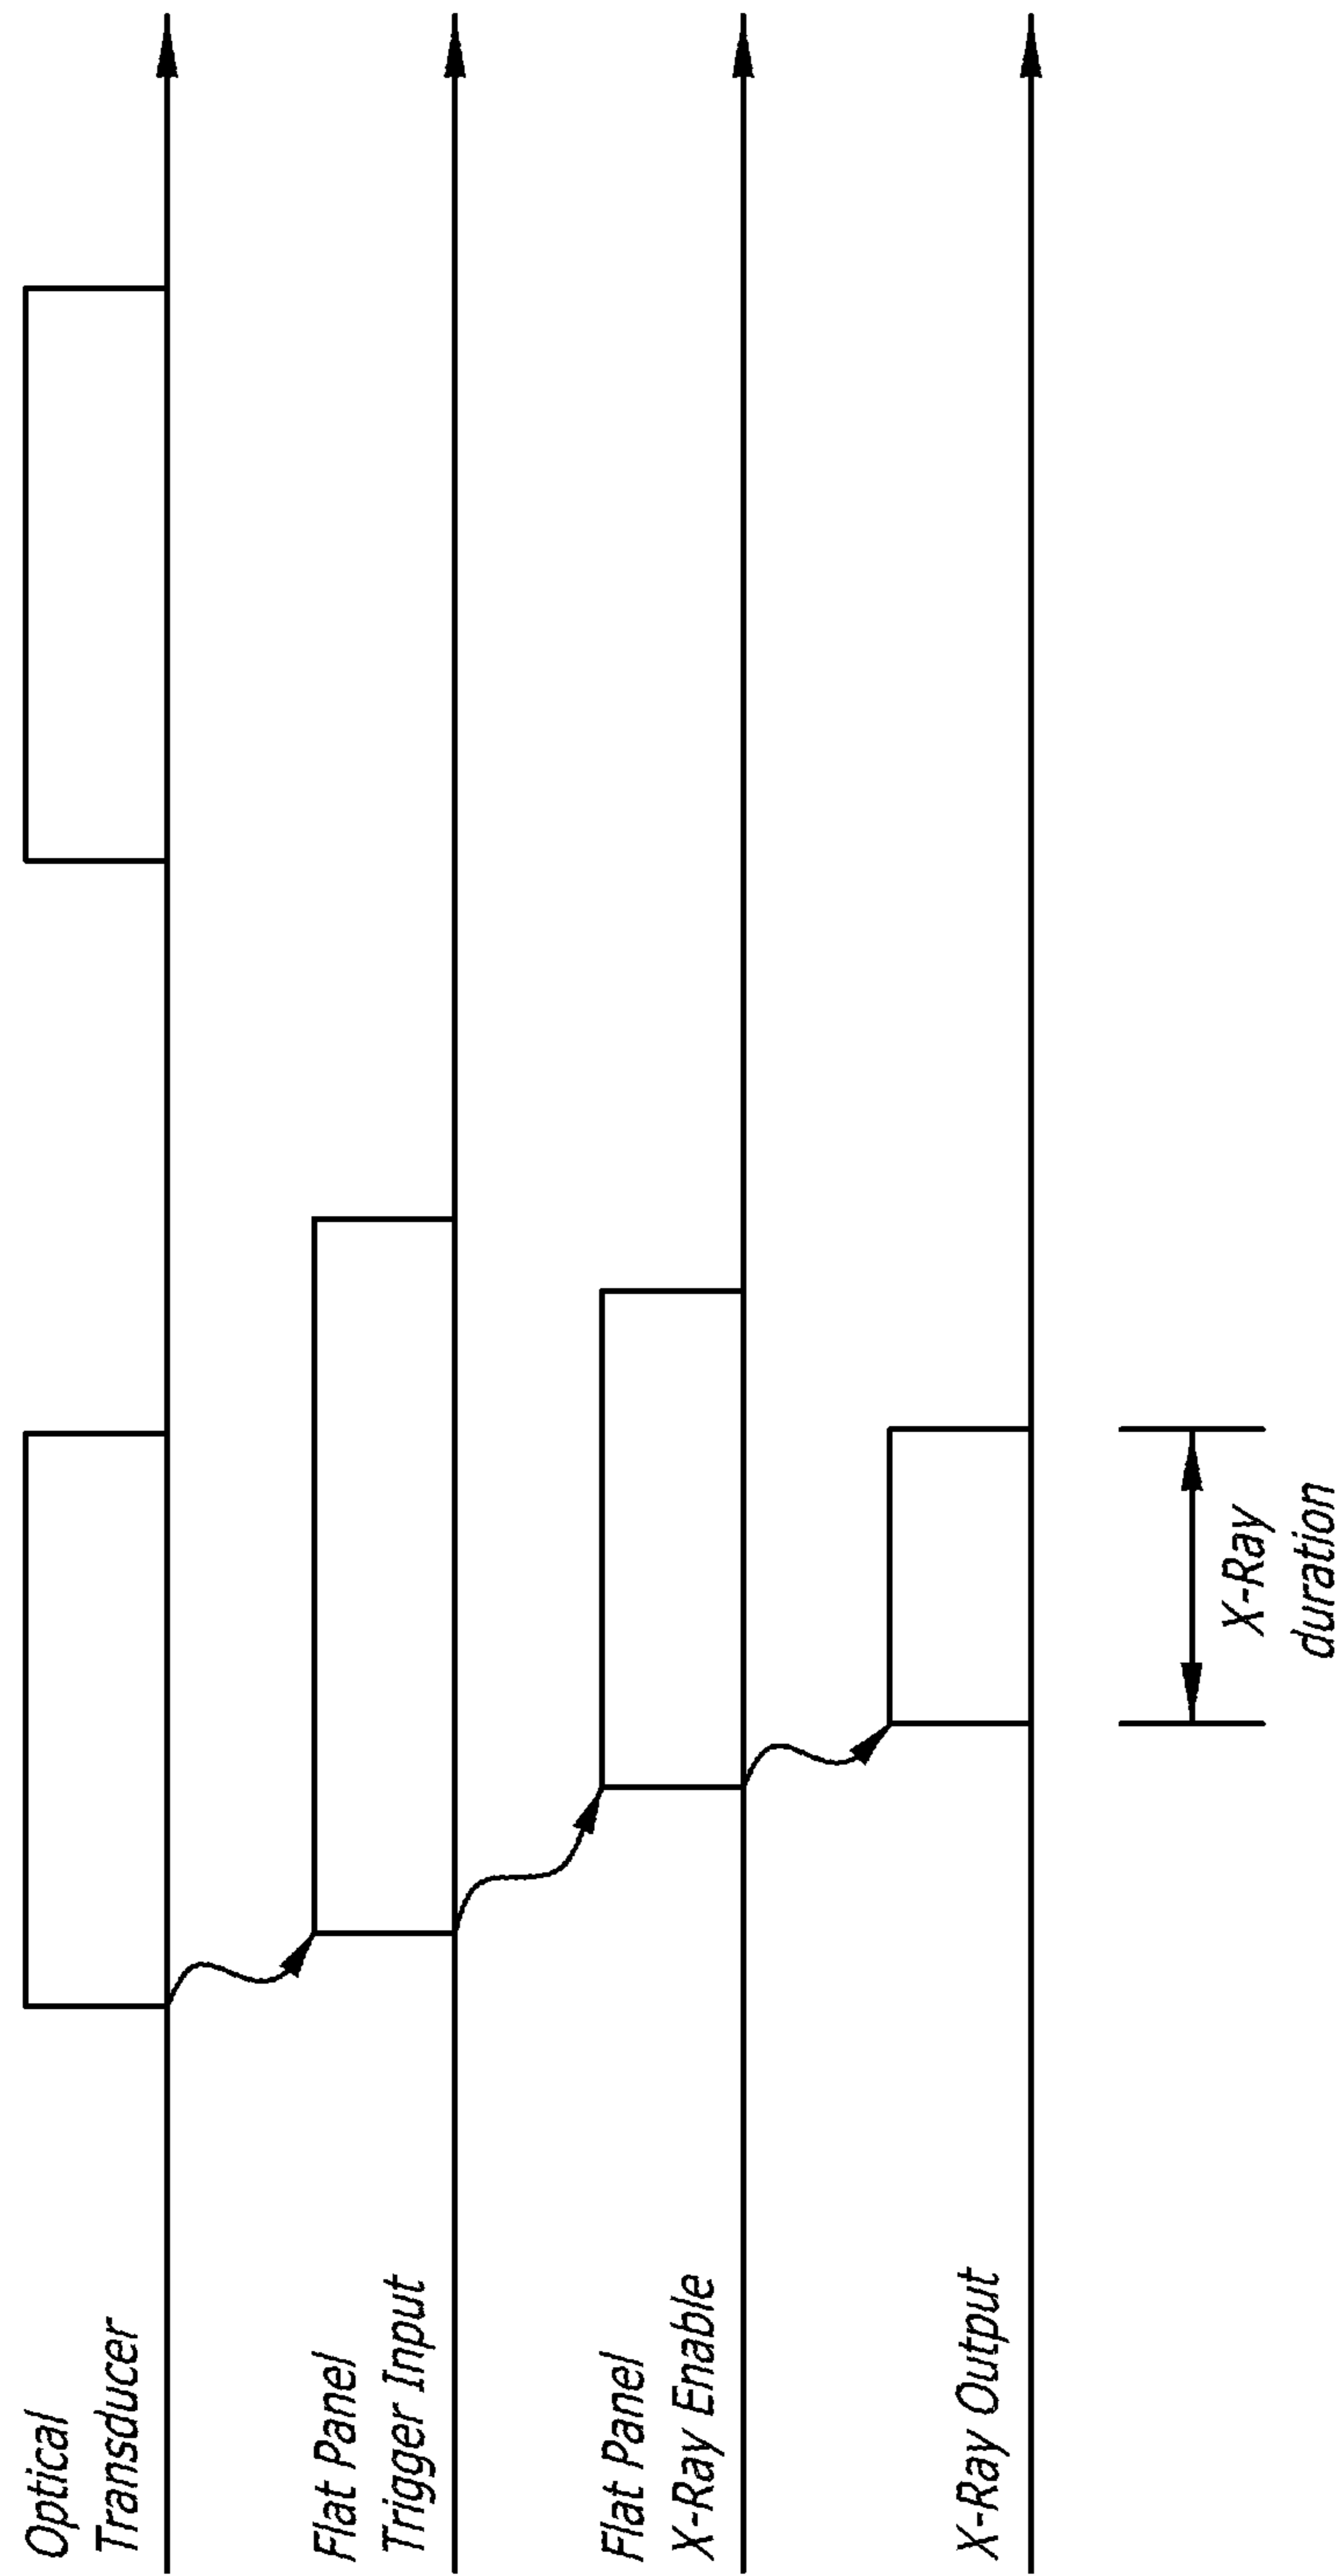 Optical
Transducer
Flat Panel
Trigger Input
Flat Panel
X-Ray Enable
X-Ray Output
X-Ray
duration